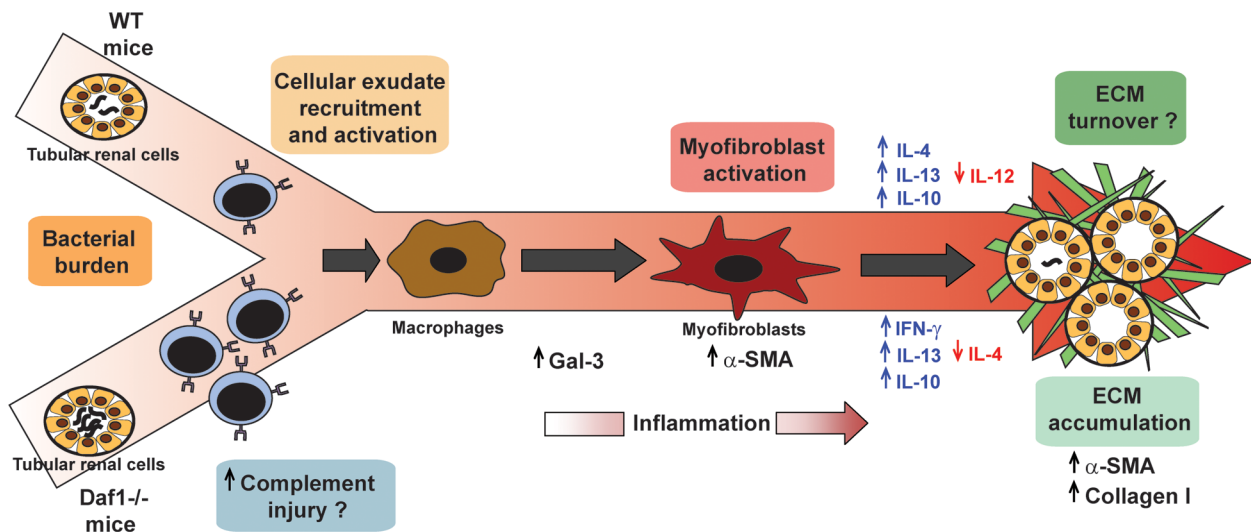 WT
mice
Tubular renal cells
Cellular exudate
recruitment
and activation
Bacterial
burden
Macrophages
↑ Gal-3
Myofibroblast
activation
Myofibroblasts
↑ α-SMA
↑ IL-4
↑ IL-13 ↓ IL-12
↑ IL-10
↑ IFN-γ
↑ IL-13 ↓ IL-4
↑ IL-10
ECM
turnover ?
ECM
accumulation
↑ α-SMA
↑ Collagen I
Inflammation
Tubular renal cells
Daf1-/-
mice
↑ Complement
injury ?